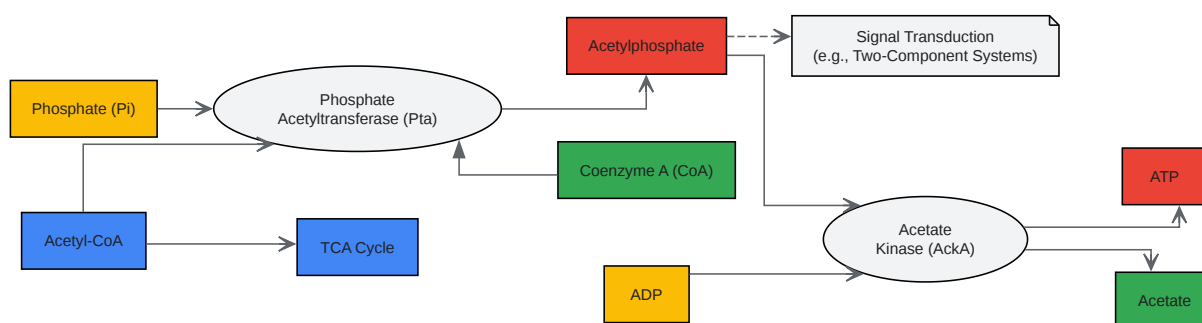 Acetylphosphate
Signal Transduction
(e.g., Two-Component Systems)
Phosphate (Pi)
Phosphate
Acetyltransferase (Pta)
Coenzyme A (CoA)
ATP
Acetyl-CoA
TCA Cycle
Acetate
Kinase (AckA)
ADP
Acetate